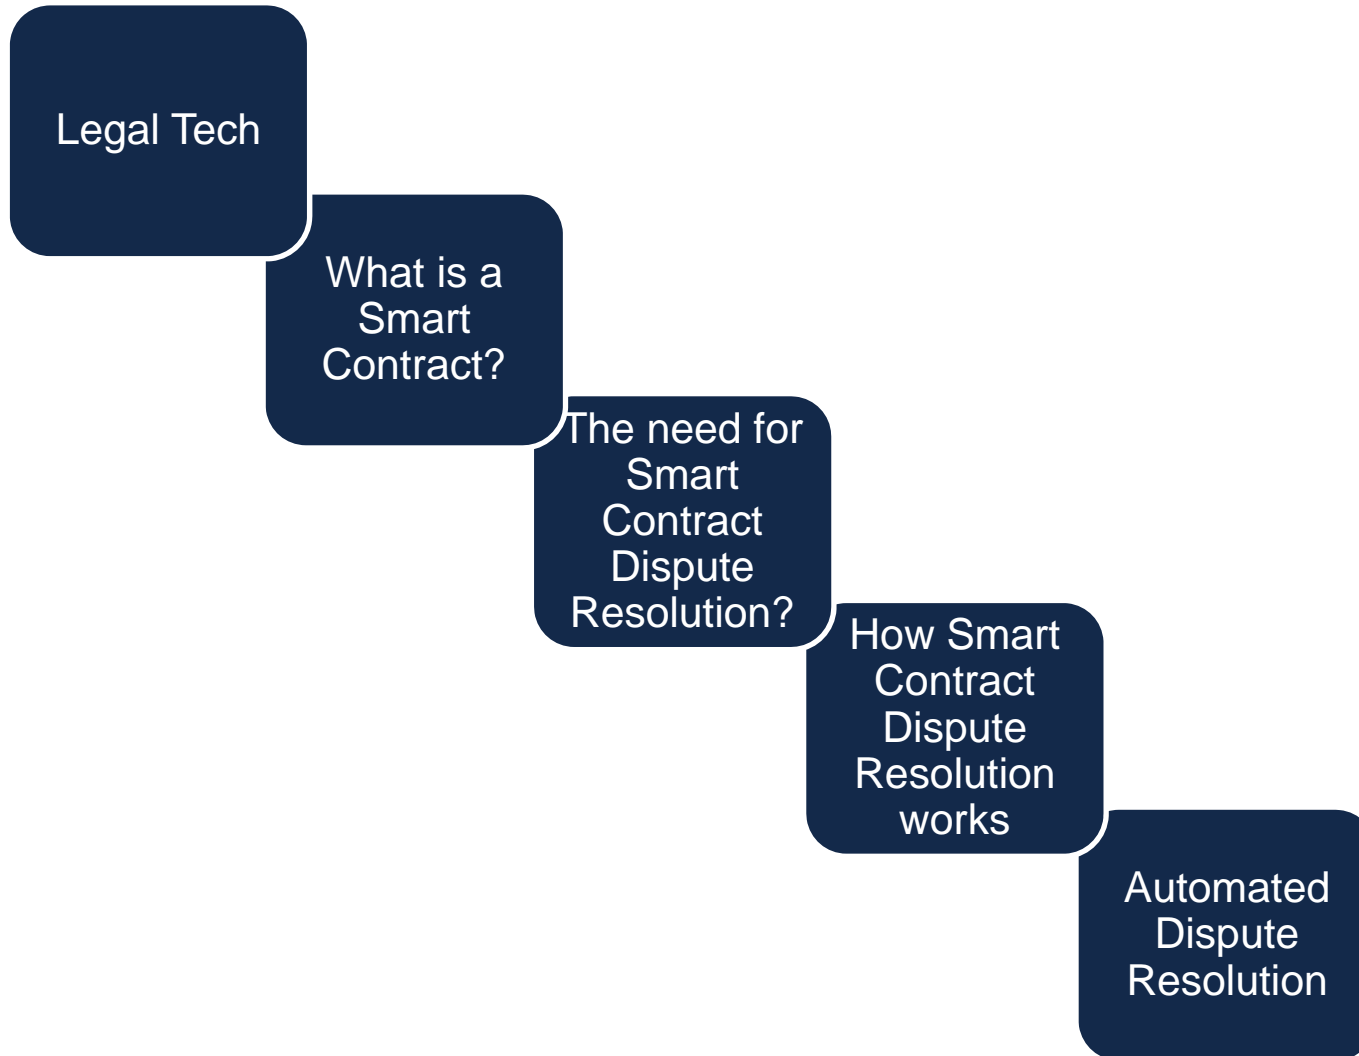 Legal Tech
What is a
Smart
Contract?
The need for
Smart
Contract
Dispute
Resolution?
How Smart
Contract
Dispute
Resolution
works
Automated
Dispute
Resolution